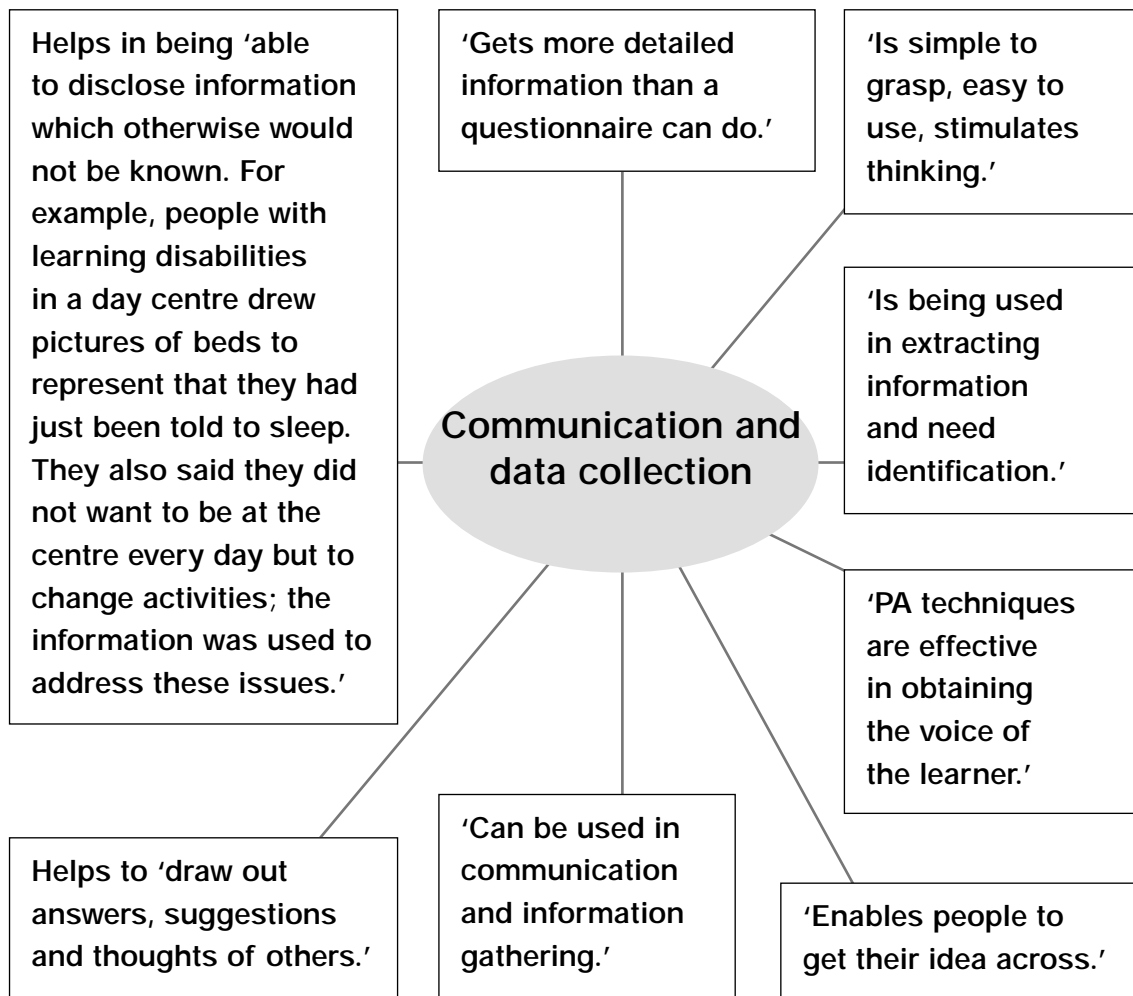 Helps in being ‘able
to disclose information
which otherwise would
not be known. For
example, people with
learning disabilities
in a day centre drew
pictures of beds to
represent that they had
just been told to sleep.
They also said they did
not want to be at the
centre every day but to
change activities; the
information was used to
address these issues.’
‘Gets more detailed
information than a
questionnaire can do.’
‘Is simple to
grasp, easy to
use, stimulates
thinking.’
‘Is being used
in extracting
information
and need
identification.’
Communication and
data collection
‘PA techniques
are effective
in obtaining
the voice of
the learner.’
Helps to ‘draw out
answers, suggestions
and thoughts of others.’
‘Can be used in
communication
and information
gathering.’
‘Enables people to
get their idea across.’